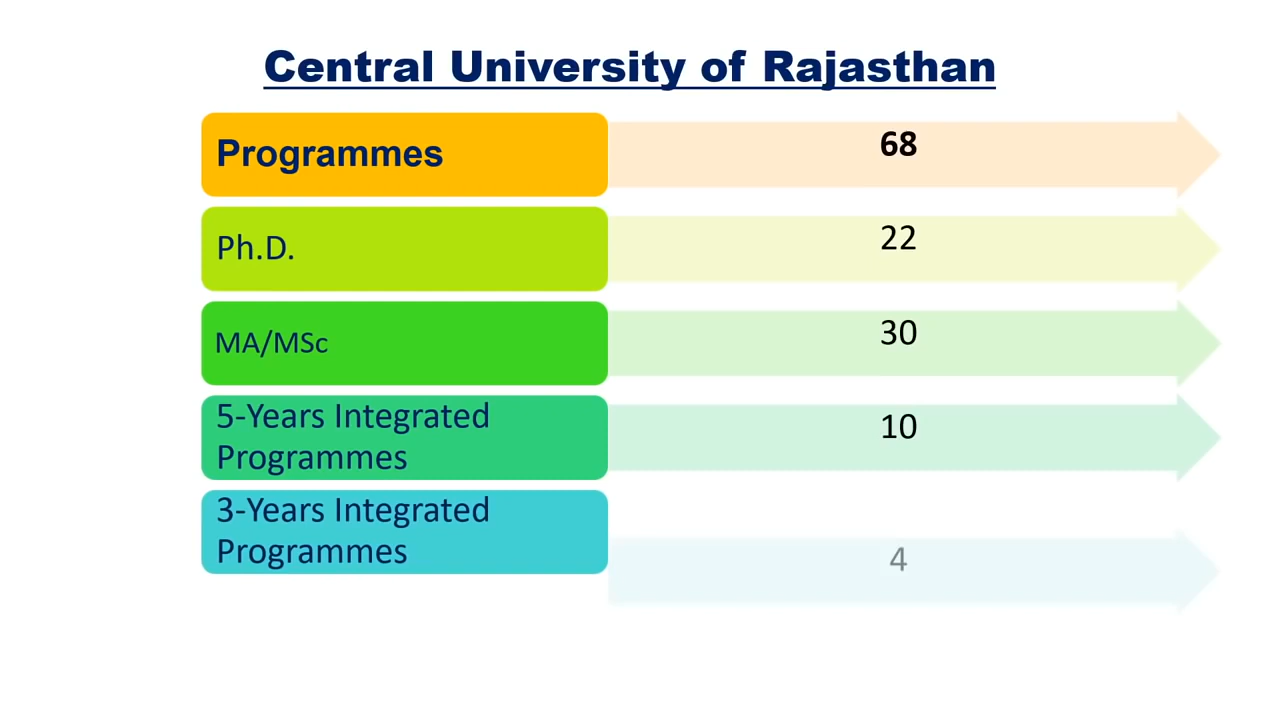 Central University of Rajasthan
Programmes
68
Ph.D.
22
MA/MSc
30
5-Years Integrated
Programmes
10
3-Years Integrated
Programmes
4